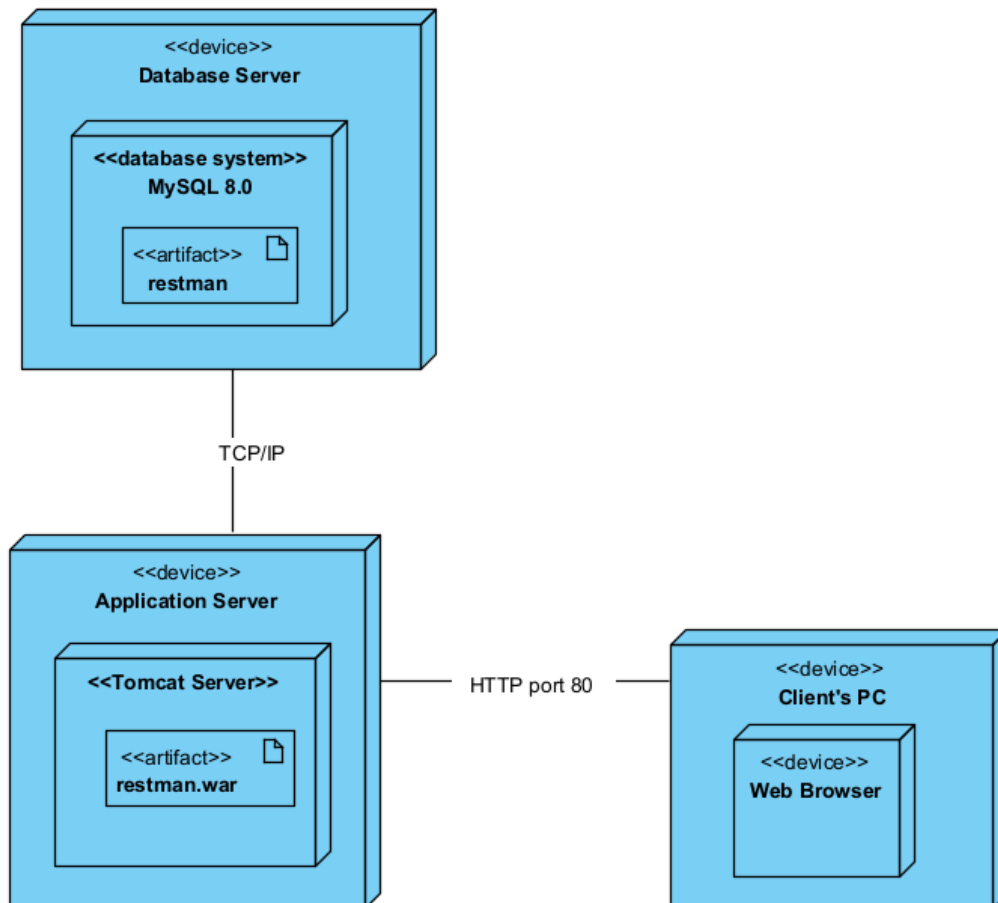 <<device>>
Database Server
<<database system>>
MySQL 8.0
<<artifact>>
restman
TCP/IP
<<device>>
Application Server
<<Tomcat Server>>
<<artifact>>
restman.war
HTTP port 80
<<device>>
Client's PC
<<device>>
Web Browser